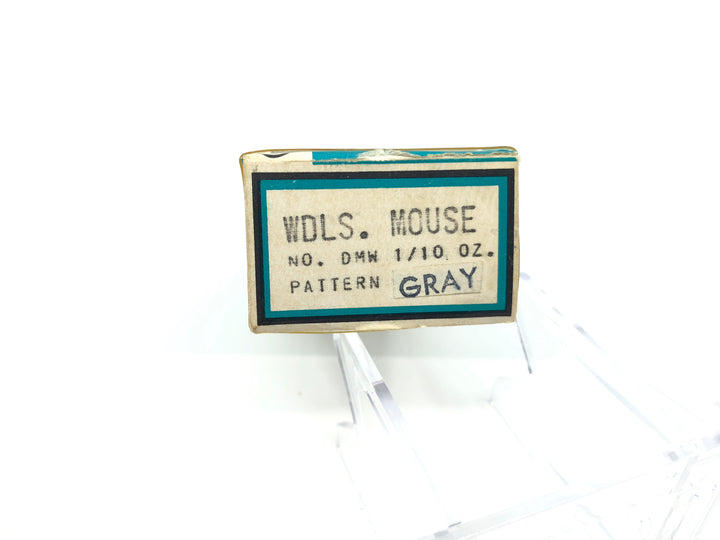 WDLS. MOUSE
NO. DMW 1/10 OZ.
PATTERN GRAY